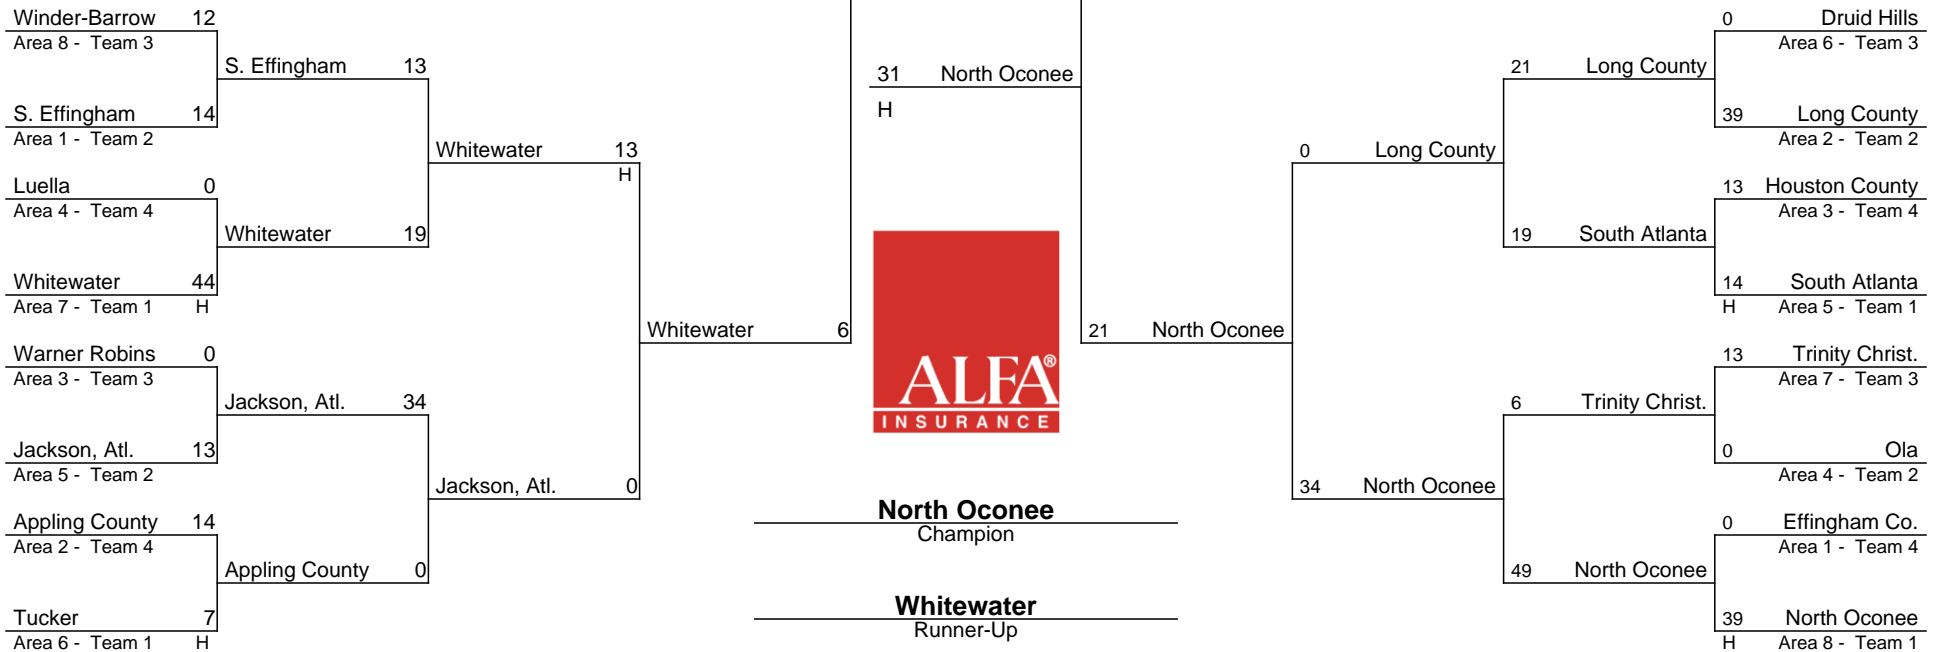 Winder-Barrow 12
Area 8 - Team 3
S. Effingham 13
S. Effingham 14
Area 1 - Team 2
Whitewater 13
H
Luella 0
Area 4 - Team 4
Whitewater 19
Whitewater 44
Area 7 - Team 1 H
Whitewater 6
Warner Robins 0
Area 3 - Team 3
Jackson, Atl. 34
Jackson, Atl. 13
Area 5 - Team 2
Jackson, Atl. 0
Appling County 14
Area 2 - Team 4
Appling County 0
Tucker 7
Area 6 - Team 1 H
31 North Oconee
H
ALFA®
INSURANCE
North Oconee
Champion
Whitewater
Runner-Up
0 Druid Hills
Area 6 - Team 3
21 Long County
39 Long County
Area 2 - Team 2
0 Long County
13 Houston County
Area 3 - Team 4
19 South Atlanta
14 South Atlanta
H Area 5 - Team 1
21 North Oconee
13 Trinity Christ.
Area 7 - Team 3
6 Trinity Christ.
0 Ola
Area 4 - Team 2
34 North Oconee
0 Effingham Co.
Area 1 - Team 4
49 North Oconee
39 North Oconee
H Area 8 - Team 1